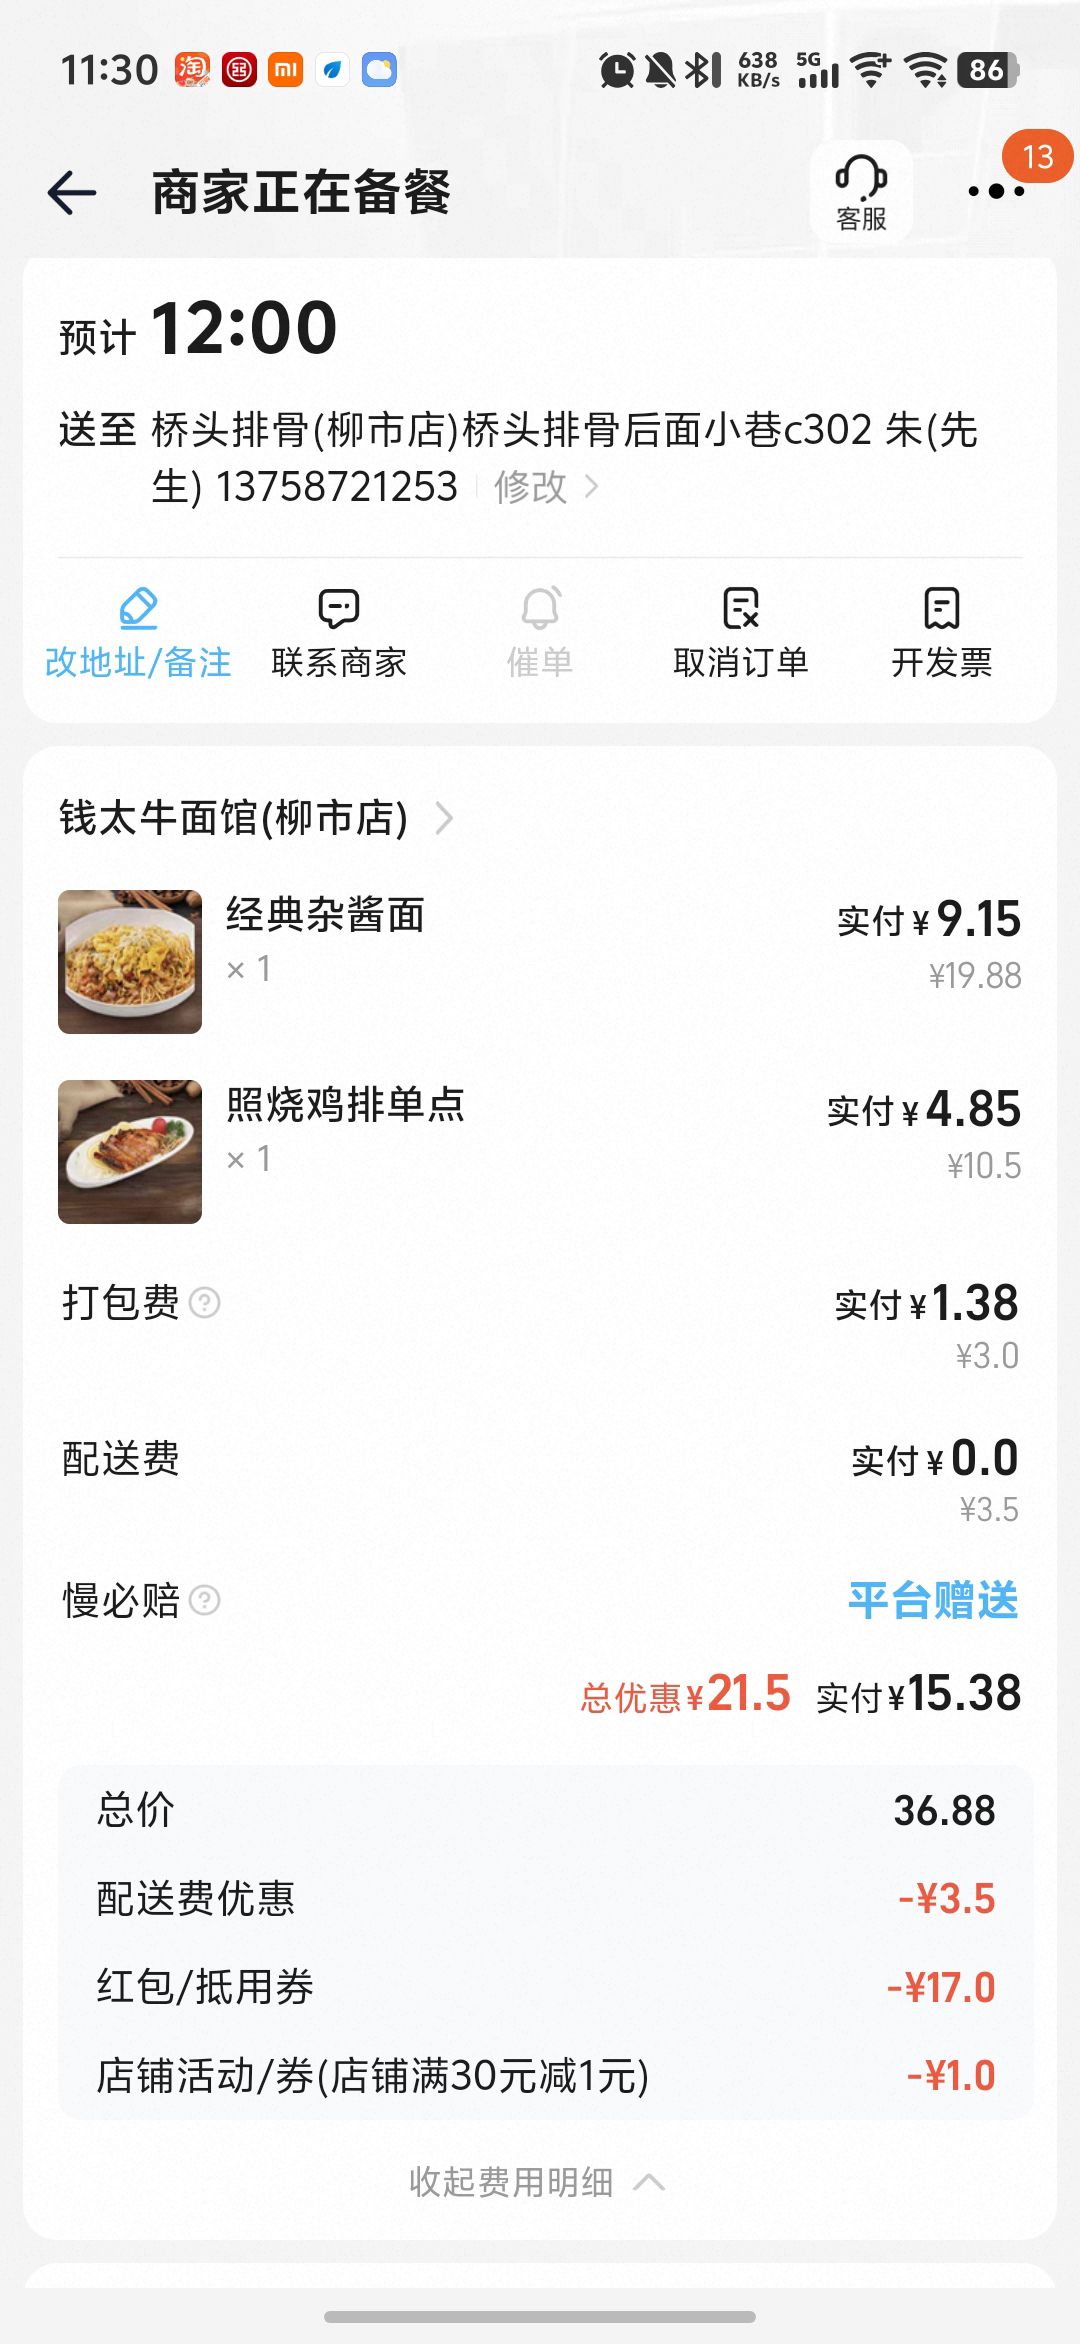 11:30 淘 mi 638 KB/s 5G 86
商家正在备餐 客服 13
预计 12:00
送至 桥头排骨(柳市店)桥头排骨后面小巷c302 朱(先
生) 13758721253 修改
改地址/备注 联系商家 催单 取消订单 开发票
钱太牛面馆(柳市店)
经典杂酱面 实付 ¥9.15
× 1 ¥19.88
照烧鸡排单点 实付 ¥4.85
× 1 ¥10.5
打包费 ? 实付 ¥1.38
¥3.0
配送费 实付 ¥0.0
¥3.5
慢必赔 ? 平台赠送
总优惠¥21.5 实付¥15.38
总价 36.88
配送费优惠 -¥3.5
红包/抵用券 -¥17.0
店铺活动/券(店铺满30元减1元) -¥1.0
收起费用明细